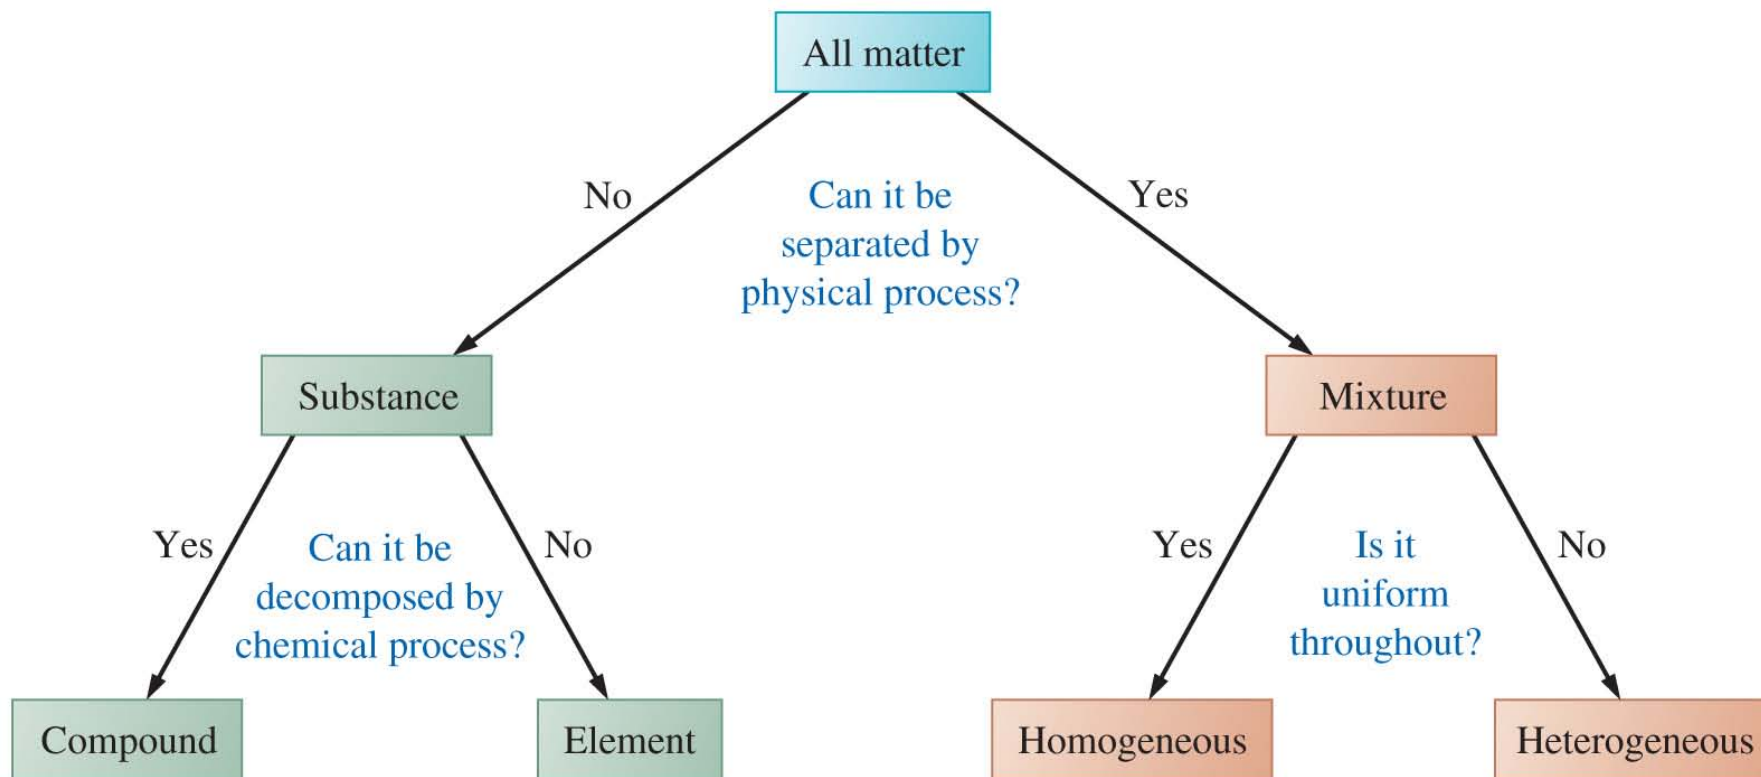 All matter
No
Can it be
separated by
physical process?
Yes
Substance
Mixture
Yes
Can it be
decomposed by
chemical process?
No
Yes
Is it
uniform
throughout?
No
Compound
Element
Homogeneous
Heterogeneous